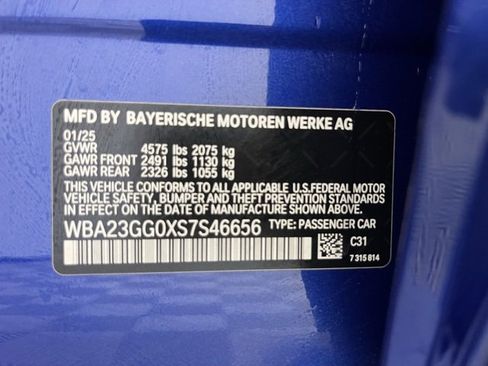 MFD BY BAYERISCHE MOTOREN WERKE AG
01/25
GVWR 4575 lbs 2075 kg
GAWR FRONT 2491 lbs 1130 kg
GAWR REAR 2326 lbs 1055 kg
THIS VEHICLE CONFORMS TO ALL APPLICABLE U.S.FEDERAL MOTOR
VEHICLE SAFETY, BUMPER, AND THEFT PREVENTION STANDARDS
IN EFFECT ON THE DATE OF MANUFACTURE SHOWN ABOVE.
WBA23GG0XS7S46656 TYPE: PASSENGER CAR
C31
7 315 814